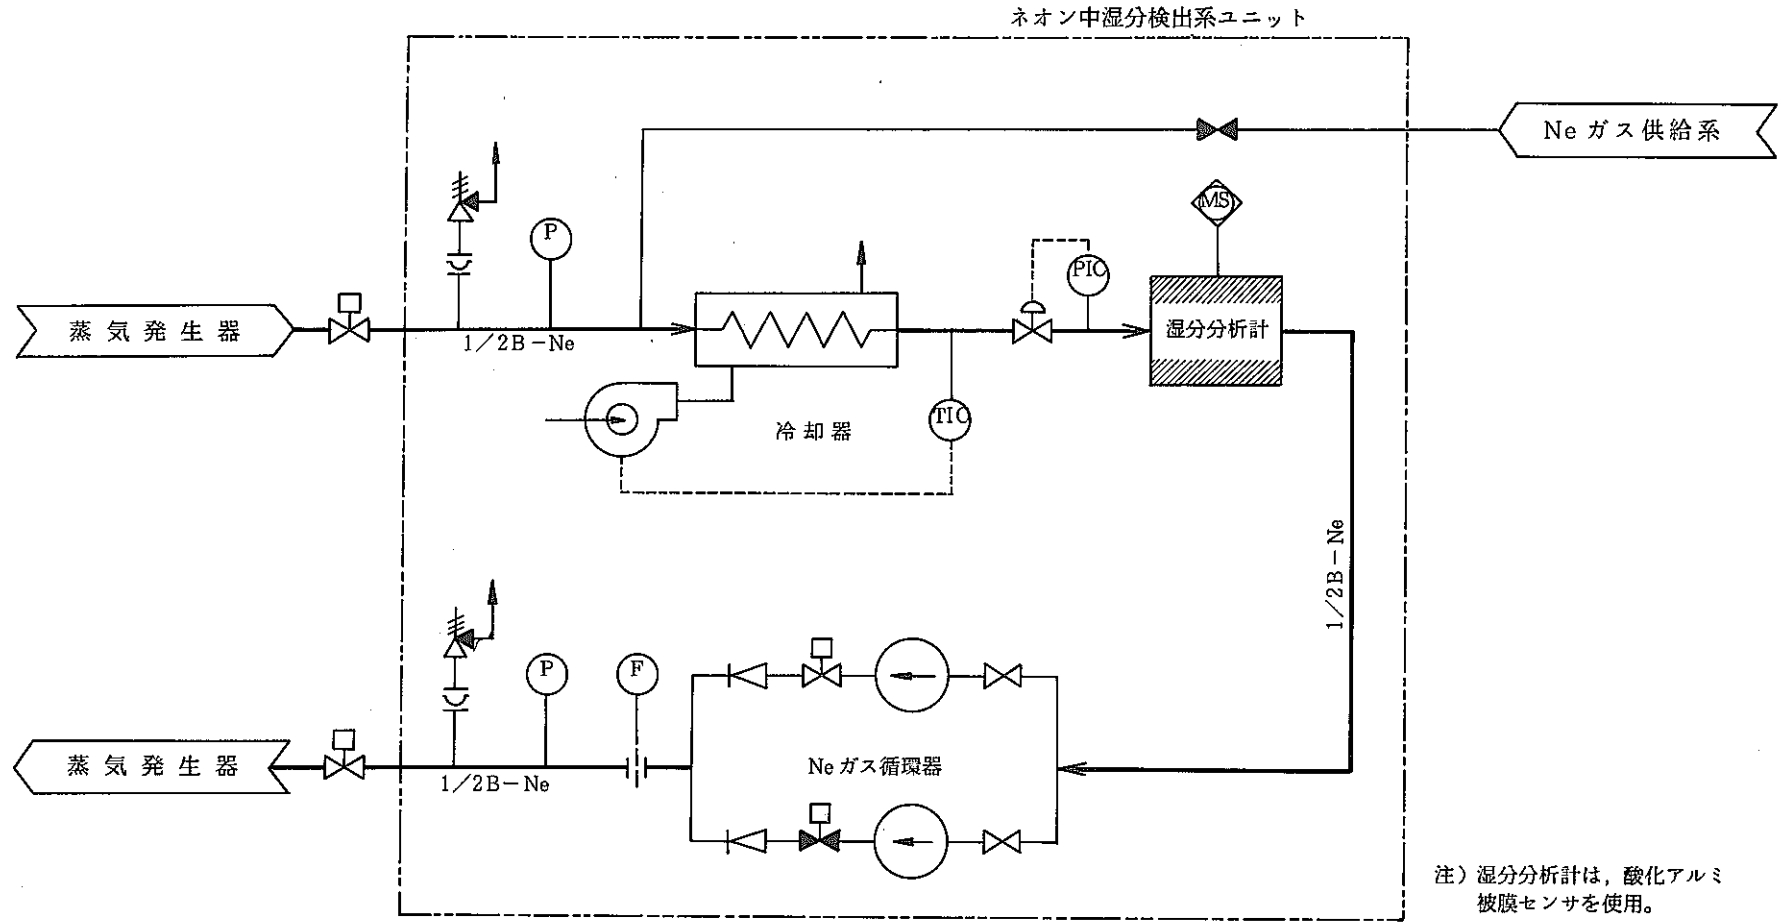 ネオン中湿分検出系ユニット
Ne ガス供給系
MS
P
PIC
蒸気発生器
1/2B-Ne
湿分分析計
TIC
冷却器
1/2B-Ne
P
F
蒸気発生器
1/2B-Ne
Ne ガス循環器
注) 湿分分析計は, 酸化アルミ
被膜センサを使用。